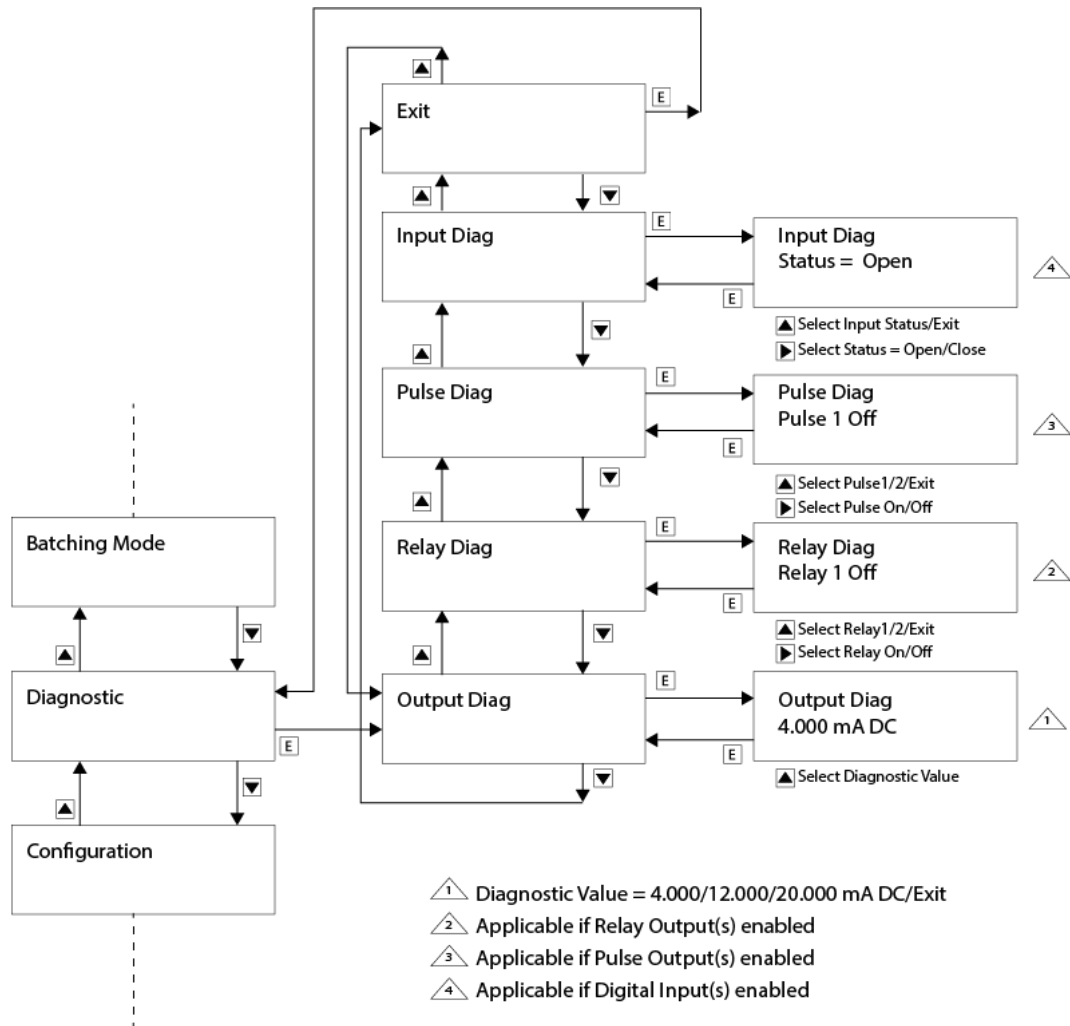 Exit
E
Input Diag
E
Input Diag
Status = Open
4
E
▲ Select Input Status/Exit
▶ Select Status = Open/Close
Pulse Diag
E
Pulse Diag
Pulse 1 Off
3
E
▲ Select Pulse1/2/Exit
▶ Select Pulse On/Off
Batching Mode
Relay Diag
E
Relay Diag
Relay 1 Off
2
E
▲ Select Relay1/2/Exit
▶ Select Relay On/Off
Diagnostic
E
Output Diag
E
Output Diag
4.000 mA DC
1
E
▲ Select Diagnostic Value
Configuration
1 Diagnostic Value = 4.000/12.000/20.000 mA DC/Exit
2 Applicable if Relay Output(s) enabled
3 Applicable if Pulse Output(s) enabled
4 Applicable if Digital Input(s) enabled